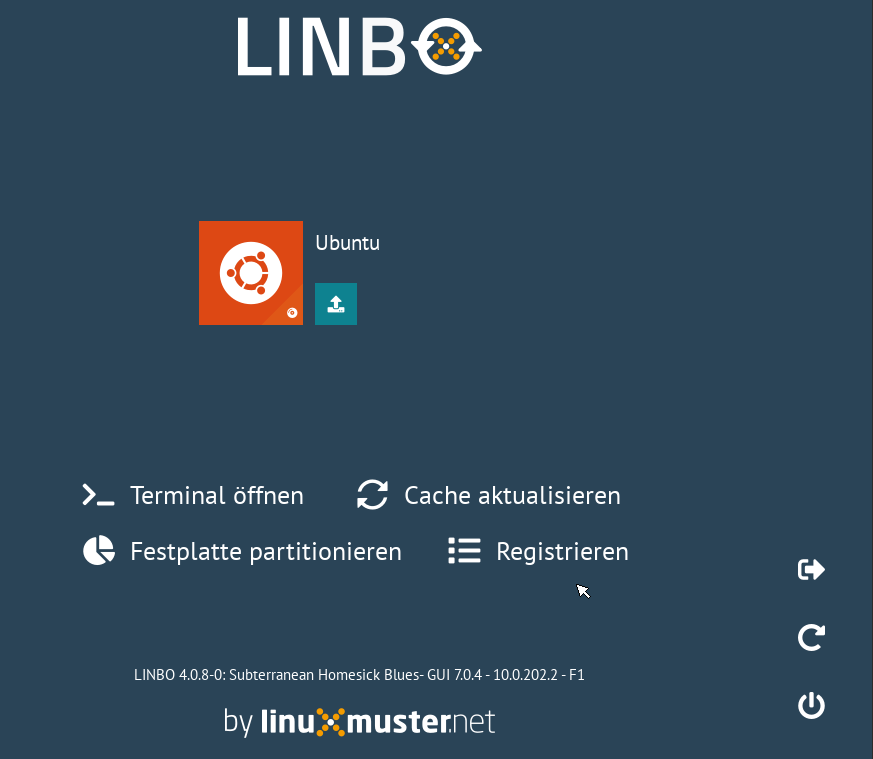 LINBO
Ubuntu
Terminal öffnen
Cache aktualisieren
Festplatte partitionieren
Registrieren
LINBO 4.0.8-0: Subterranean Homesick Blues- GUI 7.0.4 - 10.0.202.2 - F1
by linuxmuster.net